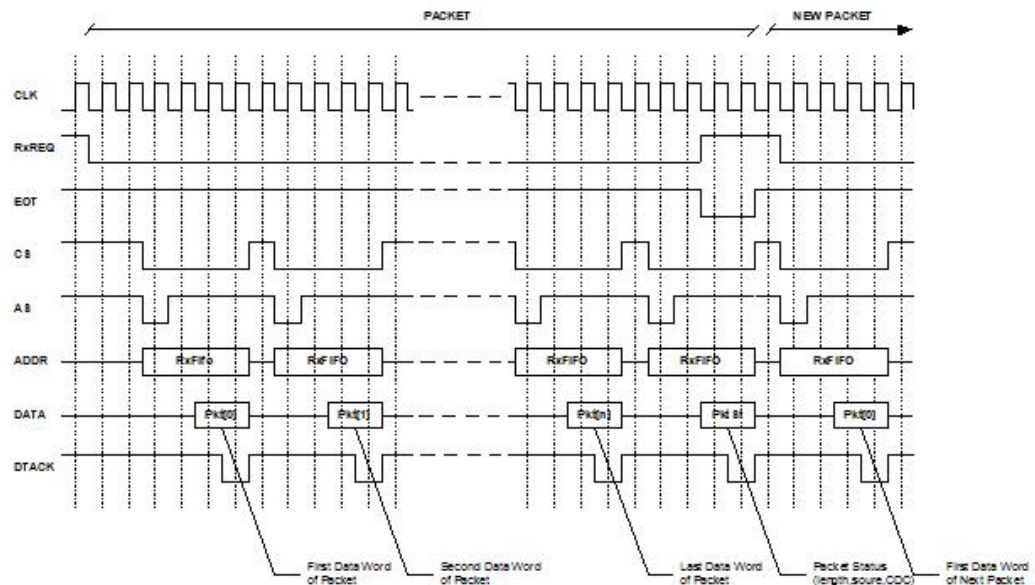 PACKET
NEW PACKET
CLK
RxREQ
EOT
CS
AS
ADDR
RxFifo
RxFIFO
RxFIFO
RxFIFO
RxFIFO
DATA
Pkt[0]
Pkt[1]
Pkt[n]
Pkt St
Pkt[0]
DTACK
First Data Word
of Packet
Second Data Word
of Packet
Last Data Word
of Packet
Packet Status
(length,soure,CDC)
First Data Word
of Next Packet